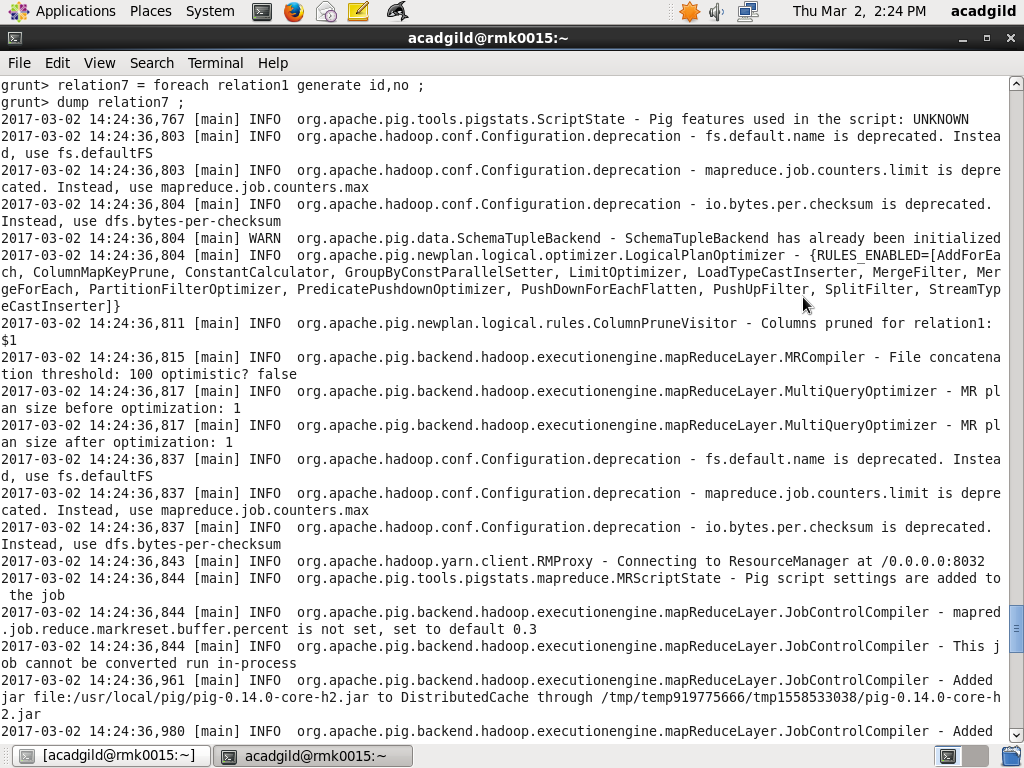 Applications Places System Thu Mar 2, 2:24 PM acadgild
acadgild@rmk0015:~
File Edit View Search Terminal Help
grunt> relation7 = foreach relation1 generate id,no ;
grunt> dump relation7 ;
2017-03-02 14:24:36,767 [main] INFO  org.apache.pig.tools.pigstats.ScriptState - Pig features used in the script: UNKNOWN
2017-03-02 14:24:36,803 [main] INFO  org.apache.hadoop.conf.Configuration.deprecation - fs.default.name is deprecated. Instea
d, use fs.defaultFS
2017-03-02 14:24:36,803 [main] INFO  org.apache.hadoop.conf.Configuration.deprecation - mapreduce.job.counters.limit is depre
cated. Instead, use mapreduce.job.counters.max
2017-03-02 14:24:36,804 [main] INFO  org.apache.hadoop.conf.Configuration.deprecation - io.bytes.per.checksum is deprecated.
Instead, use dfs.bytes-per-checksum
2017-03-02 14:24:36,804 [main] WARN  org.apache.pig.data.SchemaTupleBackend - SchemaTupleBackend has already been initialized
2017-03-02 14:24:36,804 [main] INFO  org.apache.pig.newplan.logical.optimizer.LogicalPlanOptimizer - {RULES_ENABLED=[AddForEa
ch, ColumnMapKeyPrune, ConstantCalculator, GroupByConstParallelSetter, LimitOptimizer, LoadTypeCastInserter, MergeFilter, Mer
geForEach, PartitionFilterOptimizer, PredicatePushdownOptimizer, PushDownForEachFlatten, PushUpFilter, SplitFilter, StreamTyp
eCastInserter]}
2017-03-02 14:24:36,811 [main] INFO  org.apache.pig.newplan.logical.rules.ColumnPruneVisitor - Columns pruned for relation1:
$1
2017-03-02 14:24:36,815 [main] INFO  org.apache.pig.backend.hadoop.executionengine.mapReduceLayer.MRCompiler - File concatena
tion threshold: 100 optimistic? false
2017-03-02 14:24:36,817 [main] INFO  org.apache.pig.backend.hadoop.executionengine.mapReduceLayer.MultiQueryOptimizer - MR pl
an size before optimization: 1
2017-03-02 14:24:36,817 [main] INFO  org.apache.pig.backend.hadoop.executionengine.mapReduceLayer.MultiQueryOptimizer - MR pl
an size after optimization: 1
2017-03-02 14:24:36,837 [main] INFO  org.apache.hadoop.conf.Configuration.deprecation - fs.default.name is deprecated. Instea
d, use fs.defaultFS
2017-03-02 14:24:36,837 [main] INFO  org.apache.hadoop.conf.Configuration.deprecation - mapreduce.job.counters.limit is depre
cated. Instead, use mapreduce.job.counters.max
2017-03-02 14:24:36,837 [main] INFO  org.apache.hadoop.conf.Configuration.deprecation - io.bytes.per.checksum is deprecated.
Instead, use dfs.bytes-per-checksum
2017-03-02 14:24:36,843 [main] INFO  org.apache.hadoop.yarn.client.RMProxy - Connecting to ResourceManager at /0.0.0.0:8032
2017-03-02 14:24:36,844 [main] INFO  org.apache.pig.tools.pigstats.mapreduce.MRScriptState - Pig script settings are added to
 the job
2017-03-02 14:24:36,844 [main] INFO  org.apache.pig.backend.hadoop.executionengine.mapReduceLayer.JobControlCompiler - mapred
.job.reduce.markreset.buffer.percent is not set, set to default 0.3
2017-03-02 14:24:36,844 [main] INFO  org.apache.pig.backend.hadoop.executionengine.mapReduceLayer.JobControlCompiler - This j
ob cannot be converted run in-process
2017-03-02 14:24:36,961 [main] INFO  org.apache.pig.backend.hadoop.executionengine.mapReduceLayer.JobControlCompiler - Added
jar file:/usr/local/pig/pig-0.14.0-core-h2.jar to DistributedCache through /tmp/temp919775666/tmp1558533038/pig-0.14.0-core-h
2.jar
2017-03-02 14:24:36,980 [main] INFO  org.apache.pig.backend.hadoop.executionengine.mapReduceLayer.JobControlCompiler - Added
[acadgild@rmk0015:~] acadgild@rmk0015:~